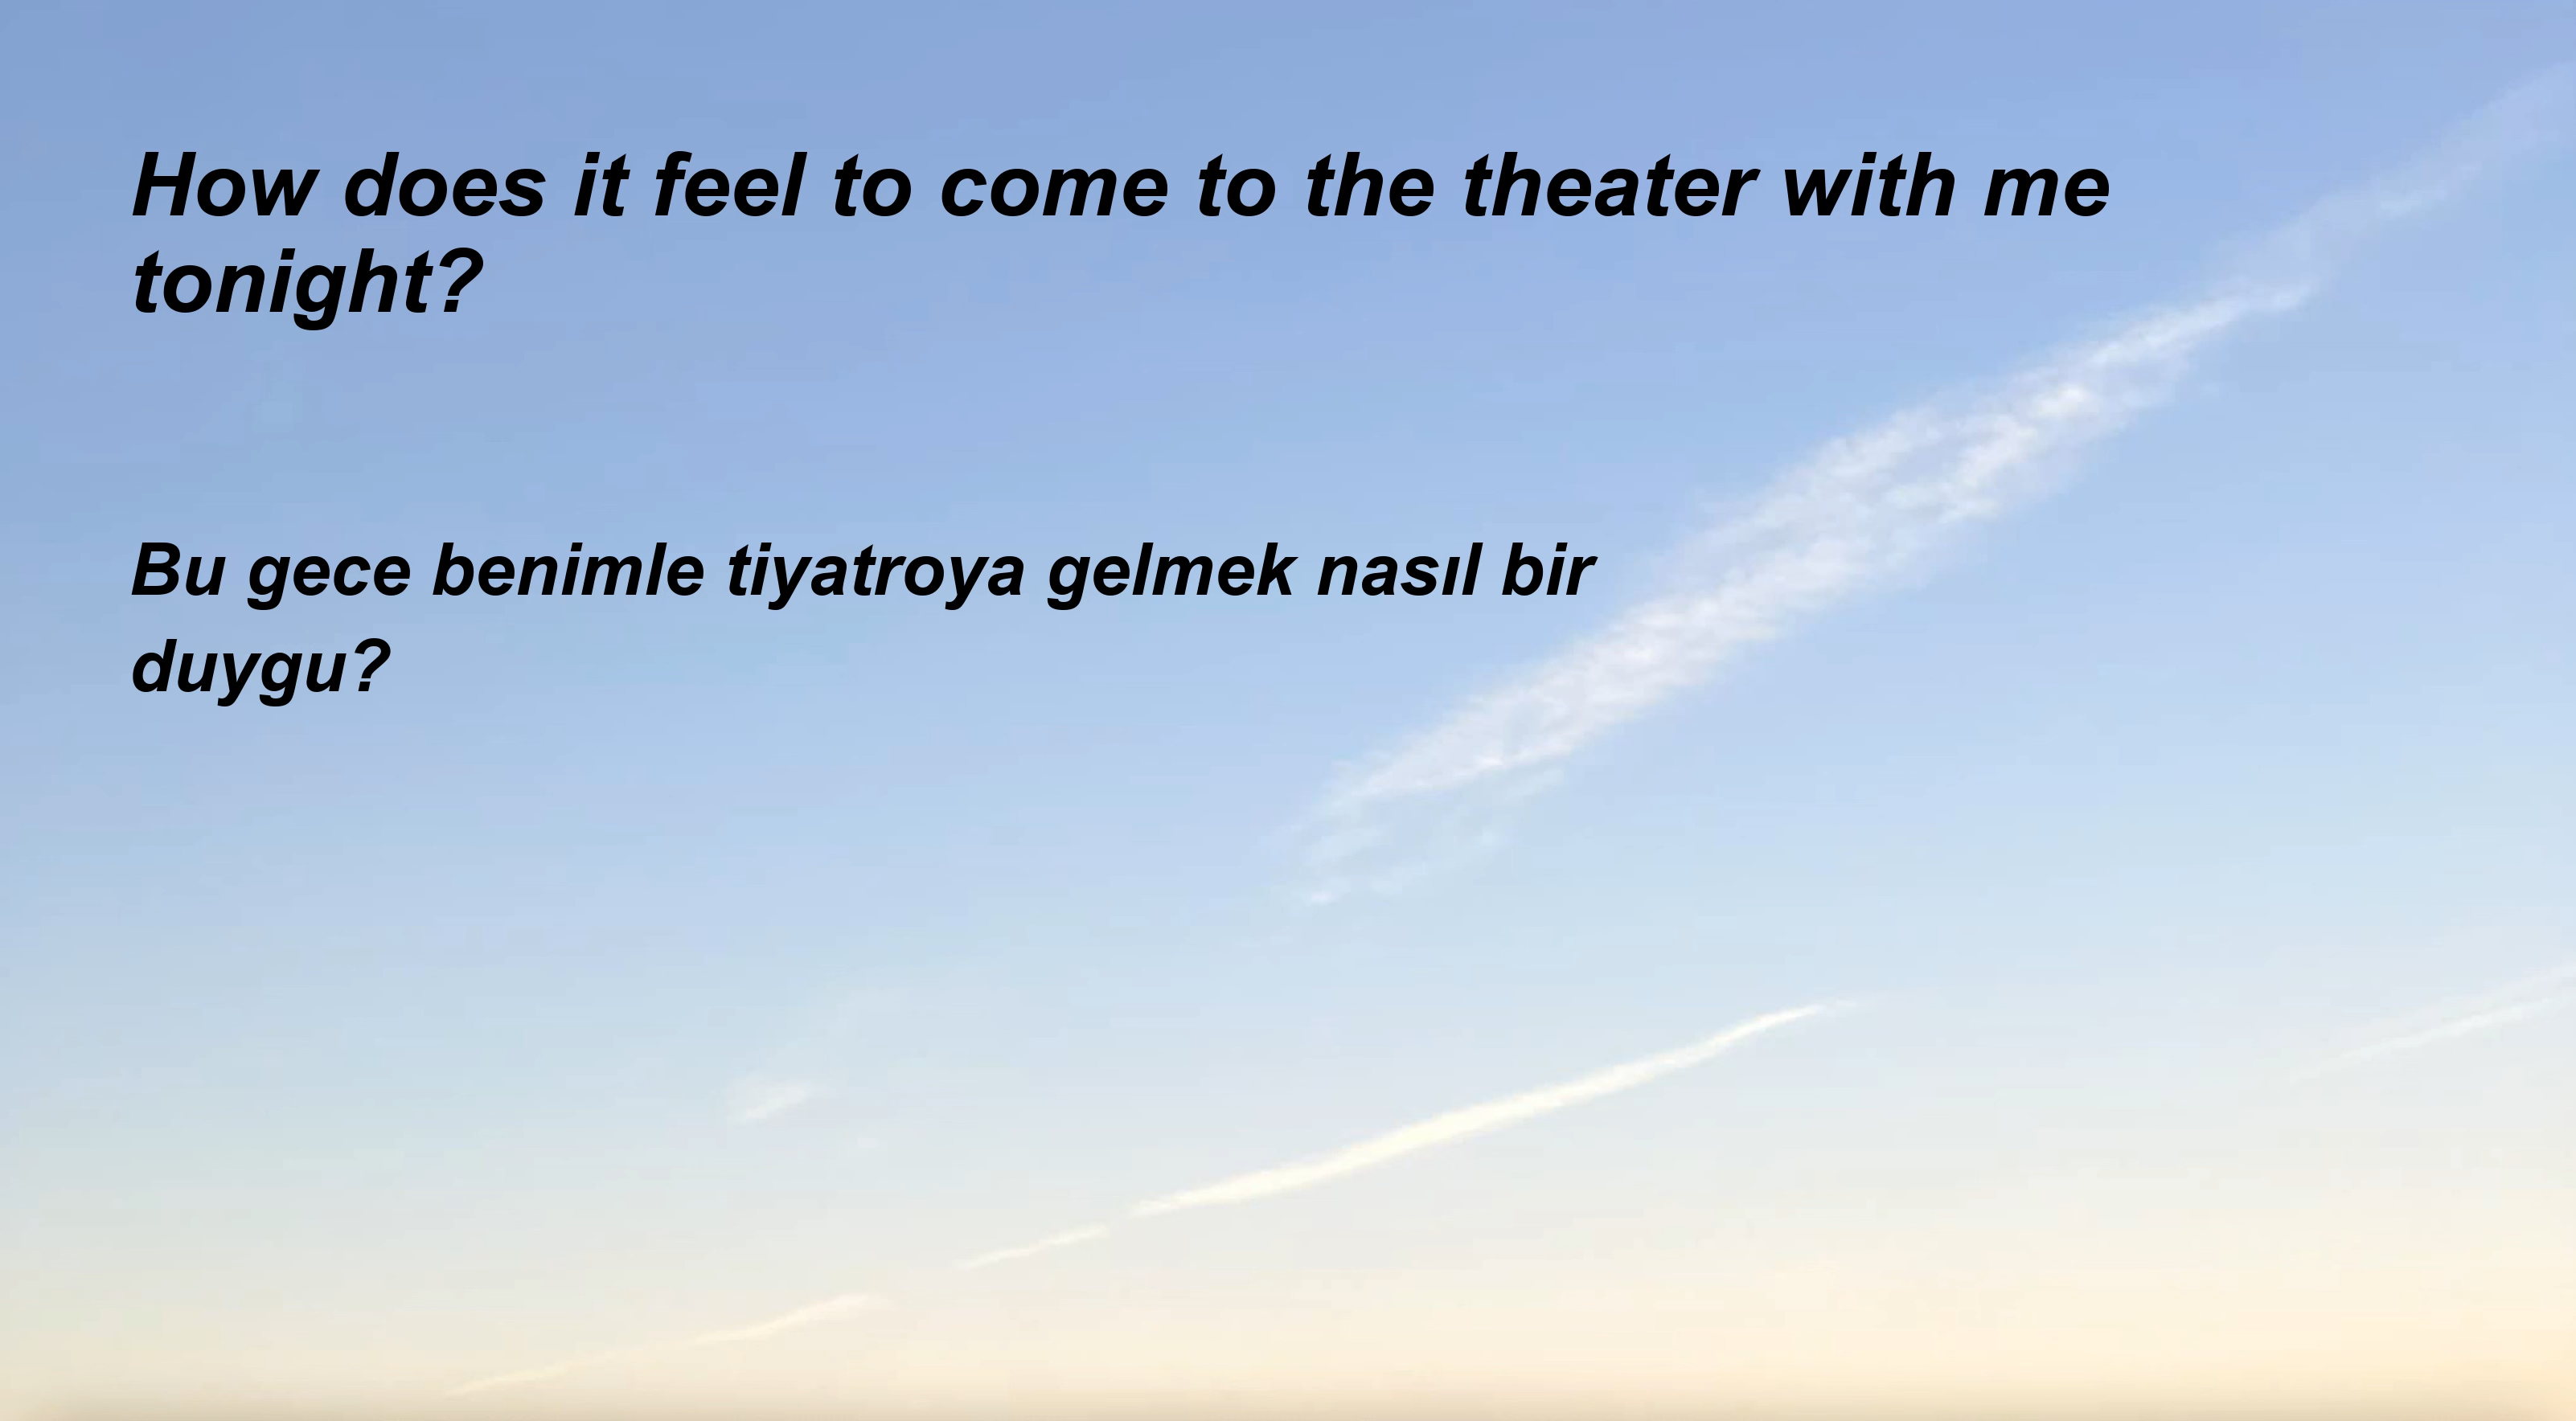 How does it feel to come to the theater with me
tonight?
Bu gece benimle tiyatroya gelmek nasıl bir
duygu?